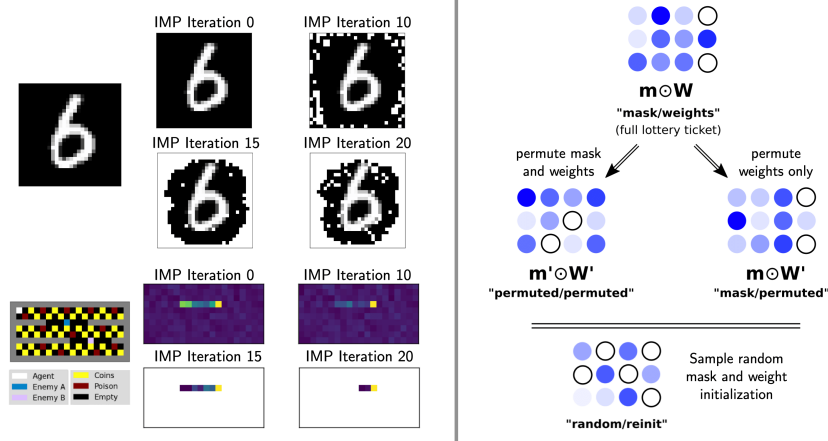 IMP Iteration 0
IMP Iteration 10
IMP Iteration 15
IMP Iteration 20
IMP Iteration 0
IMP Iteration 10
IMP Iteration 15
IMP Iteration 20
Agent
Enemy A
Enemy B
Coins
Poison
Empty
m⊙W
"mask/weights"
(full lottery ticket)
permute mask
and weights
permute
weights only
m'⊙W'
"permuted/permuted"
m⊙W'
"mask/permuted"
Sample random
mask and weight
initialization
"random/reinit"